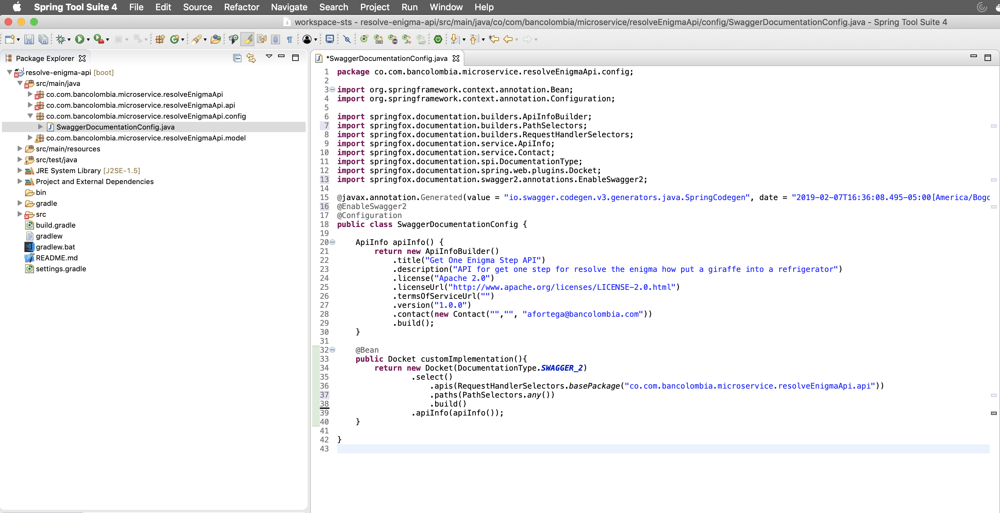 Spring Tool Suite 4 File Edit Source Refactor Navigate Search Project Run Window Help
workspace-sts - resolve-enigma-api/src/main/java/co/com/bancolombia/microservice/resolveEnigmaApi/config/SwaggerDocumentationConfig.java - Spring Tool Suite 4
Package Explorer
resolve-enigma-api [boot]
src/main/java
co.com.bancolombia.microservice.resolveEnigmaApi
co.com.bancolombia.microservice.resolveEnigmaApi.api
co.com.bancolombia.microservice.resolveEnigmaApi.config
SwaggerDocumentationConfig.java
co.com.bancolombia.microservice.resolveEnigmaApi.model
src/main/resources
src/test/java
JRE System Library [J2SE-1.5]
Project and External Dependencies
bin
gradle
src
build.gradle
gradlew
gradlew.bat
README.md
settings.gradle
*SwaggerDocumentationConfig.java
1 package co.com.bancolombia.microservice.resolveEnigmaApi.config;
2
3 import org.springframework.context.annotation.Bean;
4 import org.springframework.context.annotation.Configuration;
5
6 import springfox.documentation.builders.ApiInfoBuilder;
7 import springfox.documentation.builders.PathSelectors;
8 import springfox.documentation.builders.RequestHandlerSelectors;
9 import springfox.documentation.service.ApiInfo;
10 import springfox.documentation.service.Contact;
11 import springfox.documentation.spi.DocumentationType;
12 import springfox.documentation.spring.web.plugins.Docket;
13 import springfox.documentation.swagger2.annotations.EnableSwagger2;
14
15 @javax.annotation.Generated(value = "io.swagger.codegen.v3.generators.java.SpringCodegen", date = "2019-02-07T16:36:08.495-05:00[America/Bogo
16 @EnableSwagger2
17 @Configuration
18 public class SwaggerDocumentationConfig {
19
20     ApiInfo apiInfo() {
21         return new ApiInfoBuilder()
22             .title("Get One Enigma Step API")
23             .description("API for get one step for resolve the enigma how put a giraffe into a refrigerator")
24             .license("Apache 2.0")
25             .licenseUrl("http://www.apache.org/licenses/LICENSE-2.0.html")
26             .termsOfServiceUrl("")
27             .version("1.0.0")
28             .contact(new Contact("","", "afortega@bancolombia.com"))
29             .build();
30     }
31
32     @Bean
33     public Docket customImplementation(){
34         return new Docket(DocumentationType.SWAGGER_2)
35                 .select()
36                     .apis(RequestHandlerSelectors.basePackage("co.com.bancolombia.microservice.resolveEnigmaApi.api"))
37                     .paths(PathSelectors.any())
38                     .build()
39                 .apiInfo(apiInfo());
40     }
41
42 }
43